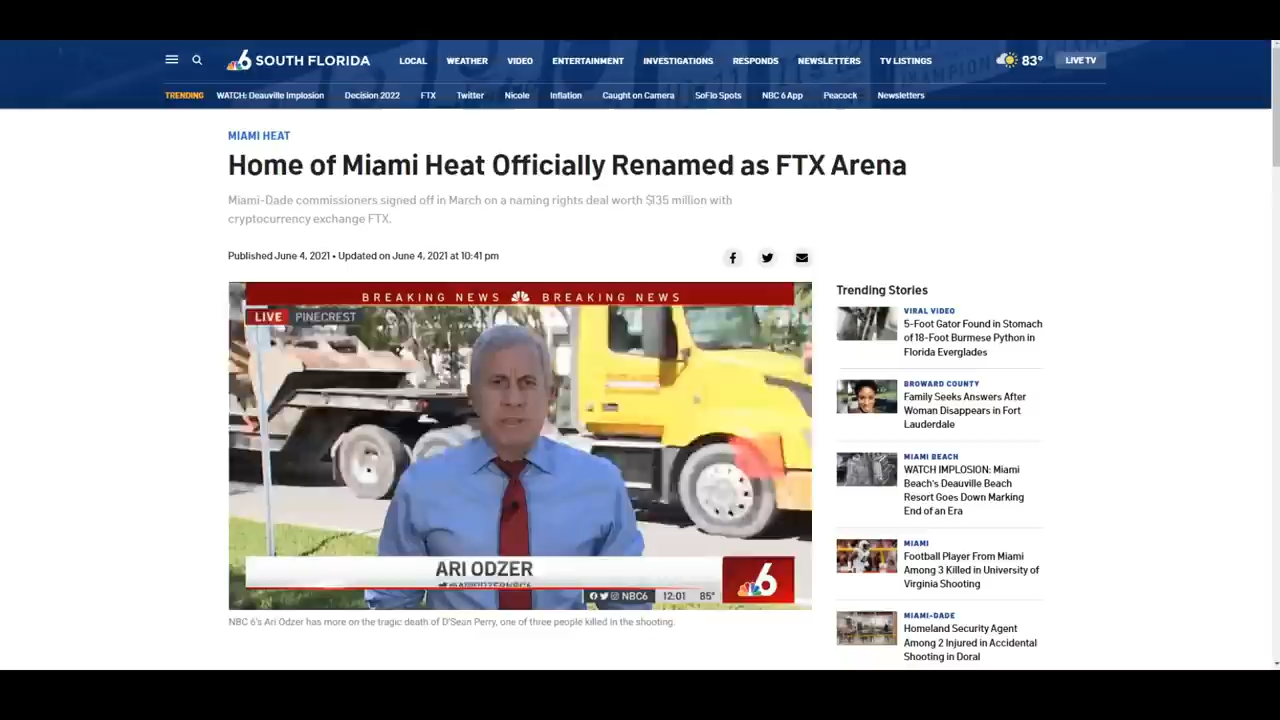 6 SOUTH FLORIDA
LOCAL WEATHER VIDEO ENTERTAINMENT INVESTIGATIONS RESPONDS NEWSLETTERS TV LISTINGS
83°
LIVE TV
TRENDING WATCH: Deauville Implosion Decision 2022 FTX Twitter Nicole Inflation Caught on Camera SoFlo Spots NBC 6 App Peacock Newsletters
MIAMI HEAT
Home of Miami Heat Officially Renamed as FTX Arena
Miami-Dade commissioners signed off in March on a naming rights deal worth $135 million with
cryptocurrency exchange FTX.
Published June 4, 2021 • Updated on June 4, 2021 at 10:41 pm
BREAKING NEWS BREAKING NEWS
LIVE PINECREST
ARI ODZER
6
NBC6 12:01 85°
NBC 6's Ari Odzer has more on the tragic death of D'Sean Perry, one of three people killed in the shooting.
Trending Stories
VIRAL VIDEO
5-Foot Gator Found in Stomach
of 18-Foot Burmese Python in
Florida Everglades
BROWARD COUNTY
Family Seeks Answers After
Woman Disappears in Fort
Lauderdale
MIAMI BEACH
WATCH IMPLOSION: Miami
Beach's Deauville Beach
Resort Goes Down Marking
End of an Era
MIAMI
Football Player From Miami
Among 3 Killed in University of
Virginia Shooting
MIAMI-DADE
Homeland Security Agent
Among 2 Injured in Accidental
Shooting in Doral